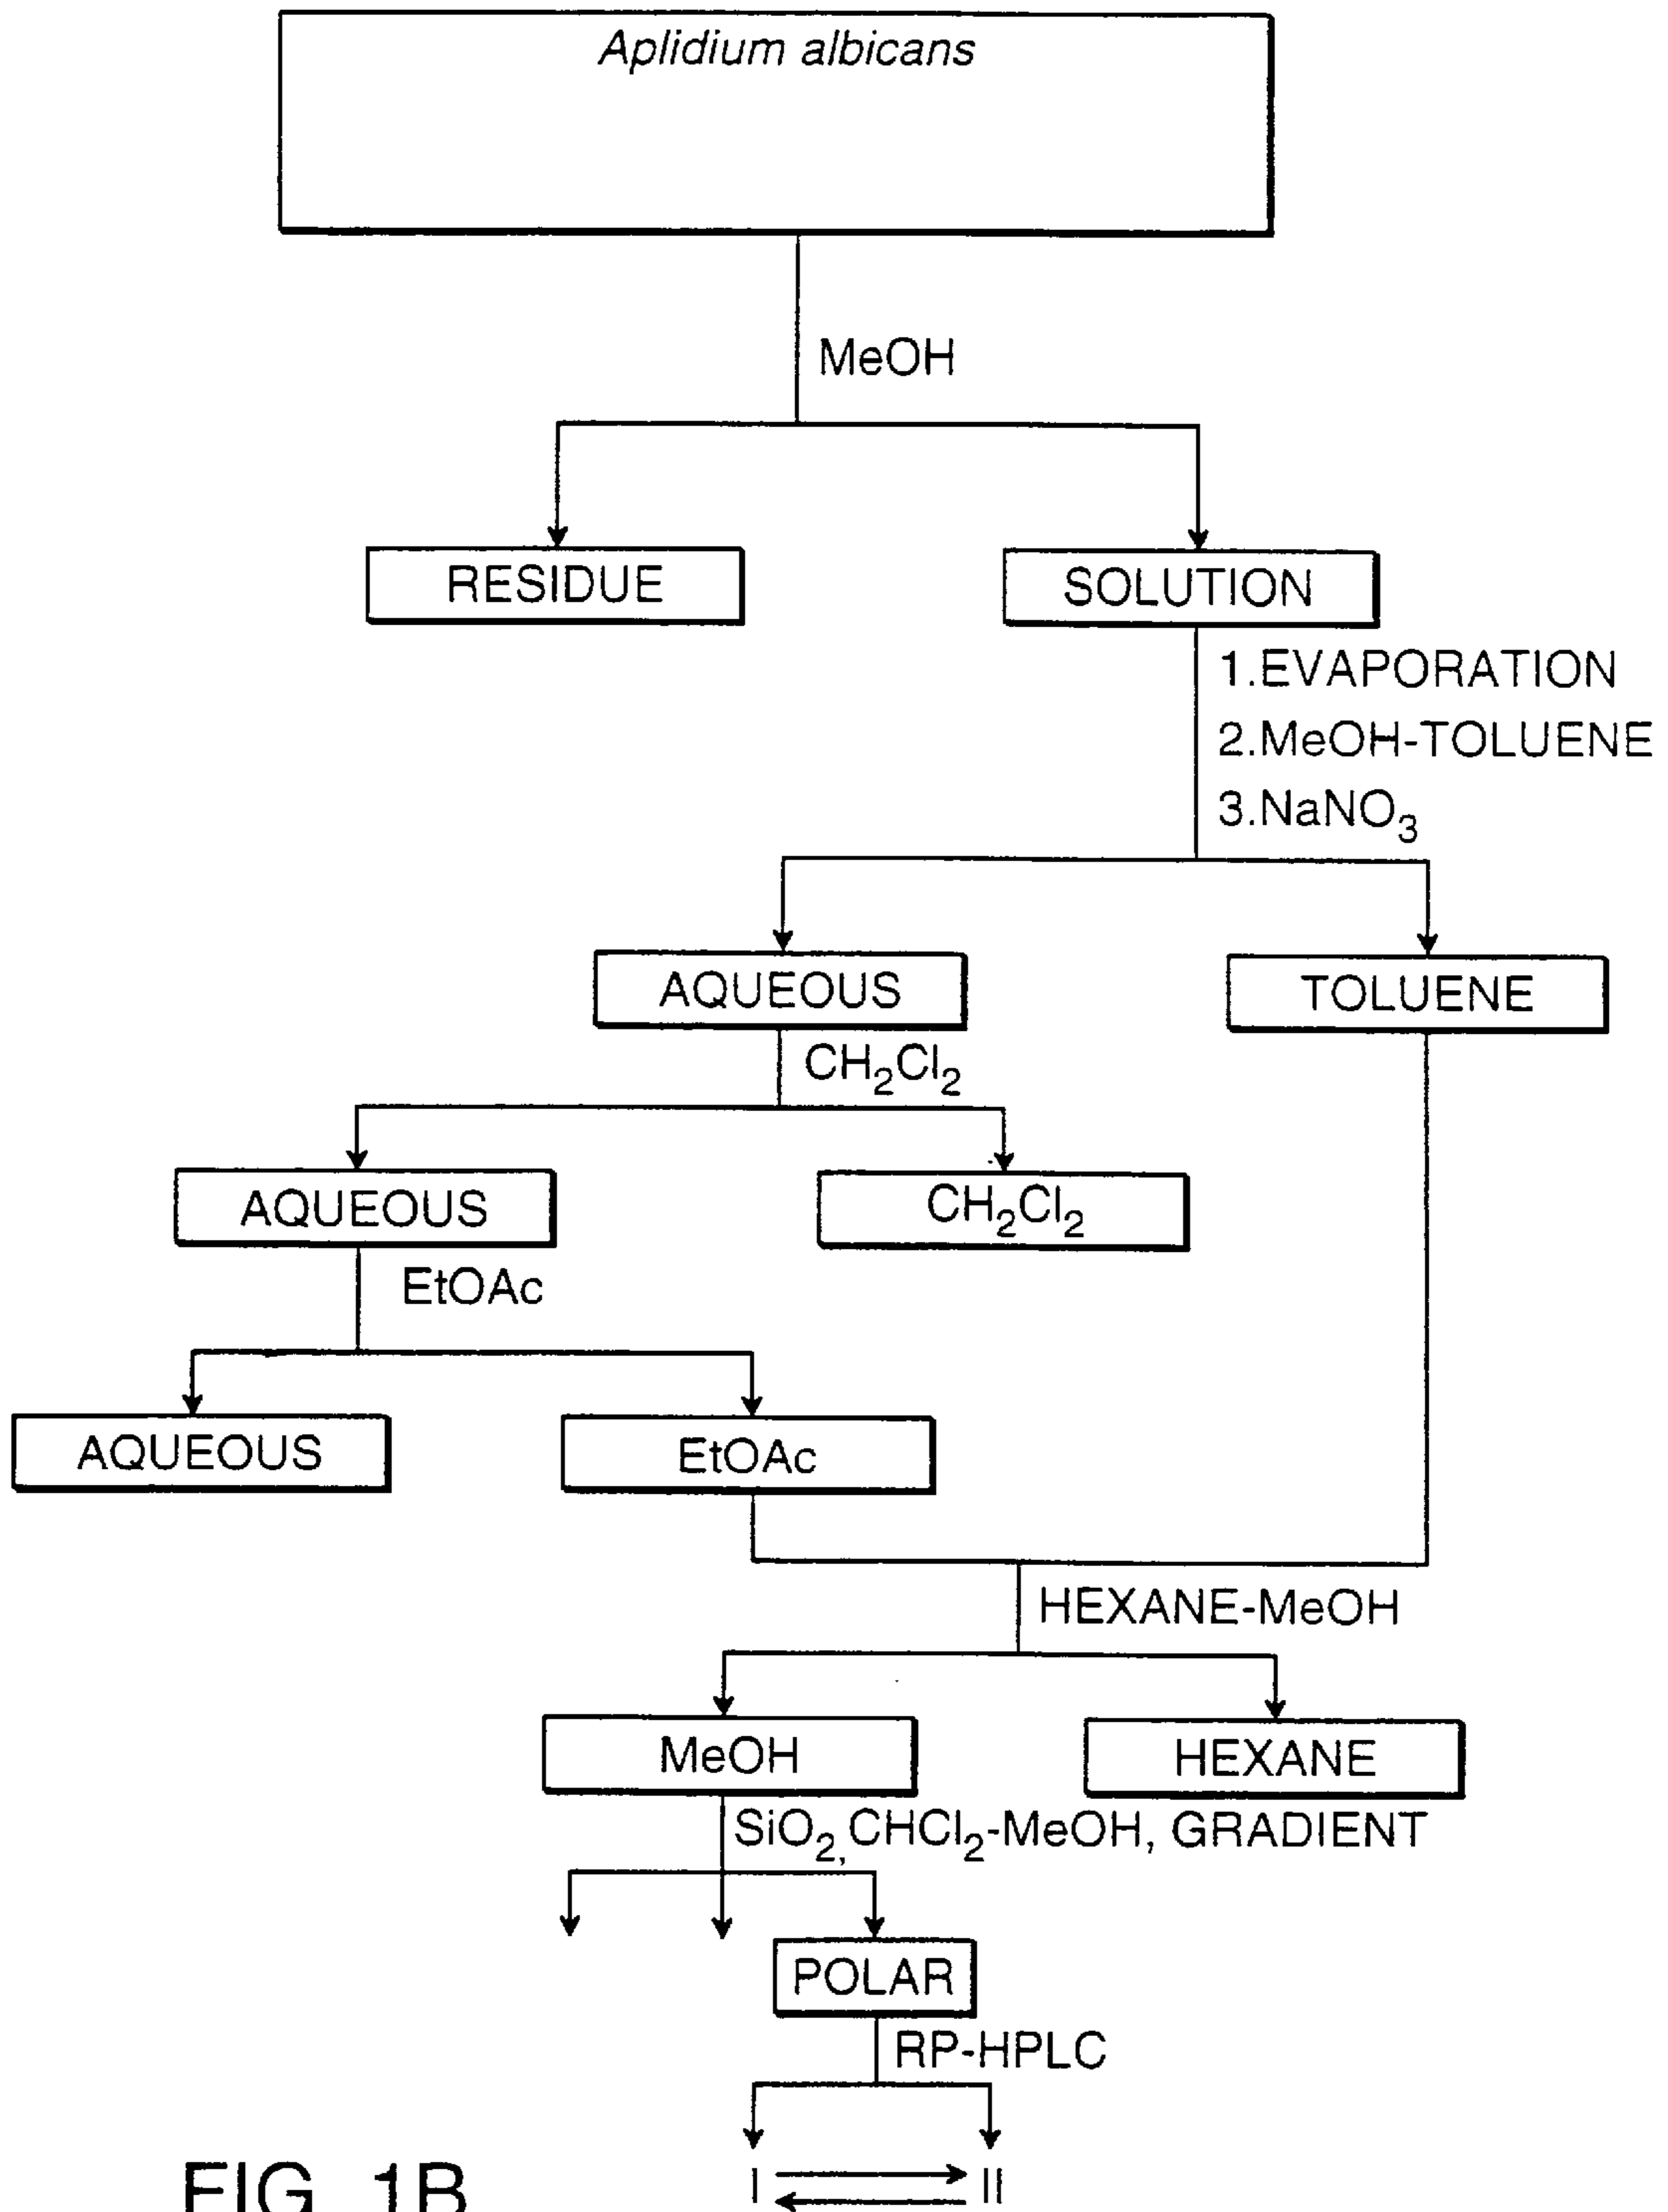 Aplidium albicans
MeOH
RESIDUE
SOLUTION
1.EVAPORATION
2.MeOH-TOLUENE
3.NaNO₃
AQUEOUS
TOLUENE
CH₂Cl₂
AQUEOUS
CH₂Cl₂
EtOAc
AQUEOUS
EtOAc
HEXANE-MeOH
MeOH
HEXANE
SiO₂, CHCl₂-MeOH, GRADIENT
POLAR
RP-HPLC
I II
FIG. 1B